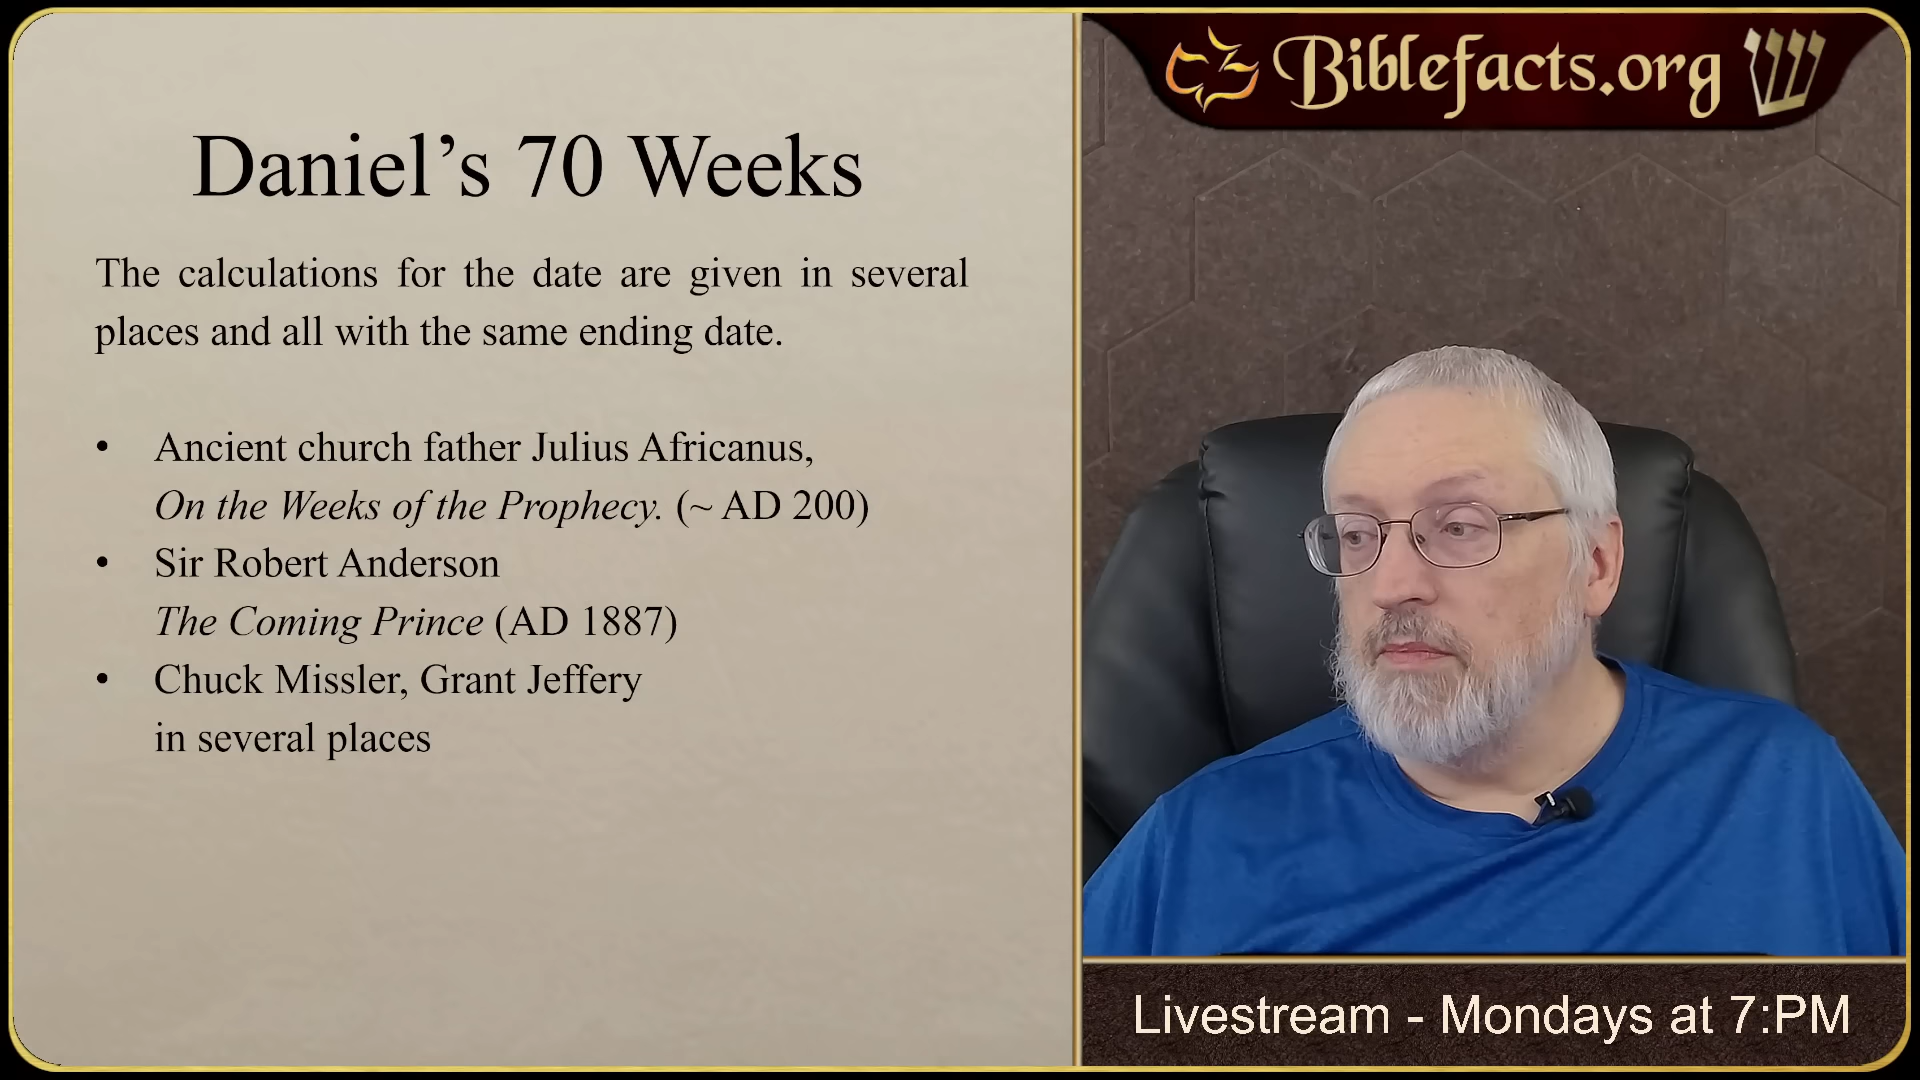 Daniel’s 70 Weeks
The calculations for the date are given in several
places and all with the same ending date.
• Ancient church father Julius Africanus,
On the Weeks of the Prophecy. (~ AD 200)
• Sir Robert Anderson
The Coming Prince (AD 1887)
• Chuck Missler, Grant Jeffery
in several places
Biblefacts.org ש
Livestream - Mondays at 7:PM